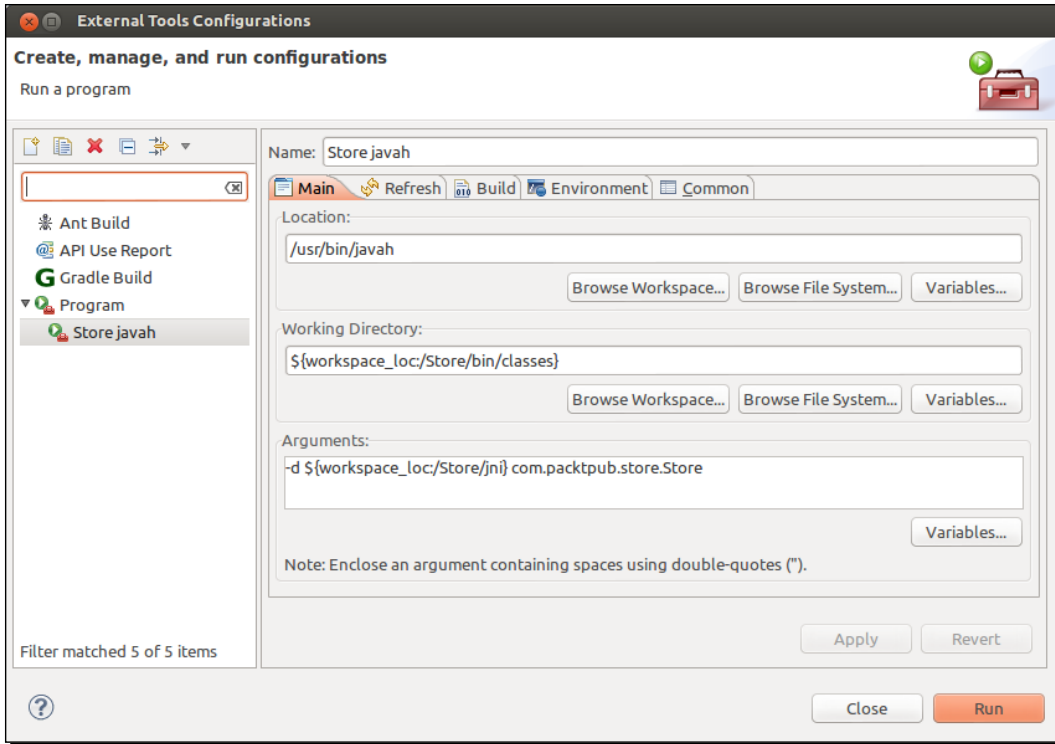 External Tools Configurations
Create, manage, and run configurations
Run a program
Name: Store javah
Main Refresh Build Environment Common
Ant Build
API Use Report
Gradle Build
Program
Store javah
Filter matched 5 of 5 items
Location:
/usr/bin/javah
Browse Workspace... Browse File System... Variables...
Working Directory:
${workspace_loc:/Store/bin/classes}
Browse Workspace... Browse File System... Variables...
Arguments:
-d ${workspace_loc:/Store/jni} com.packtpub.store.Store
Variables...
Note: Enclose an argument containing spaces using double-quotes (").
Apply Revert
Close Run